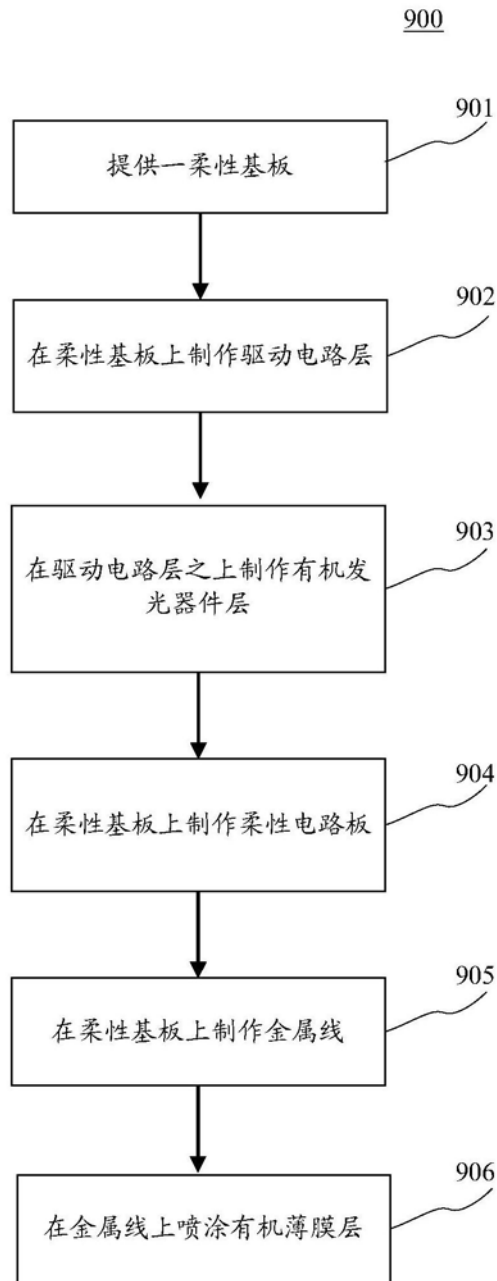 900
901
提供一柔性基板
902
在柔性基板上制作驱动电路层
903
在驱动电路层之上制作有机发
光器件层
904
在柔性基板上制作柔性电路板
905
在柔性基板上制作金属线
906
在金属线上喷涂有机薄膜层